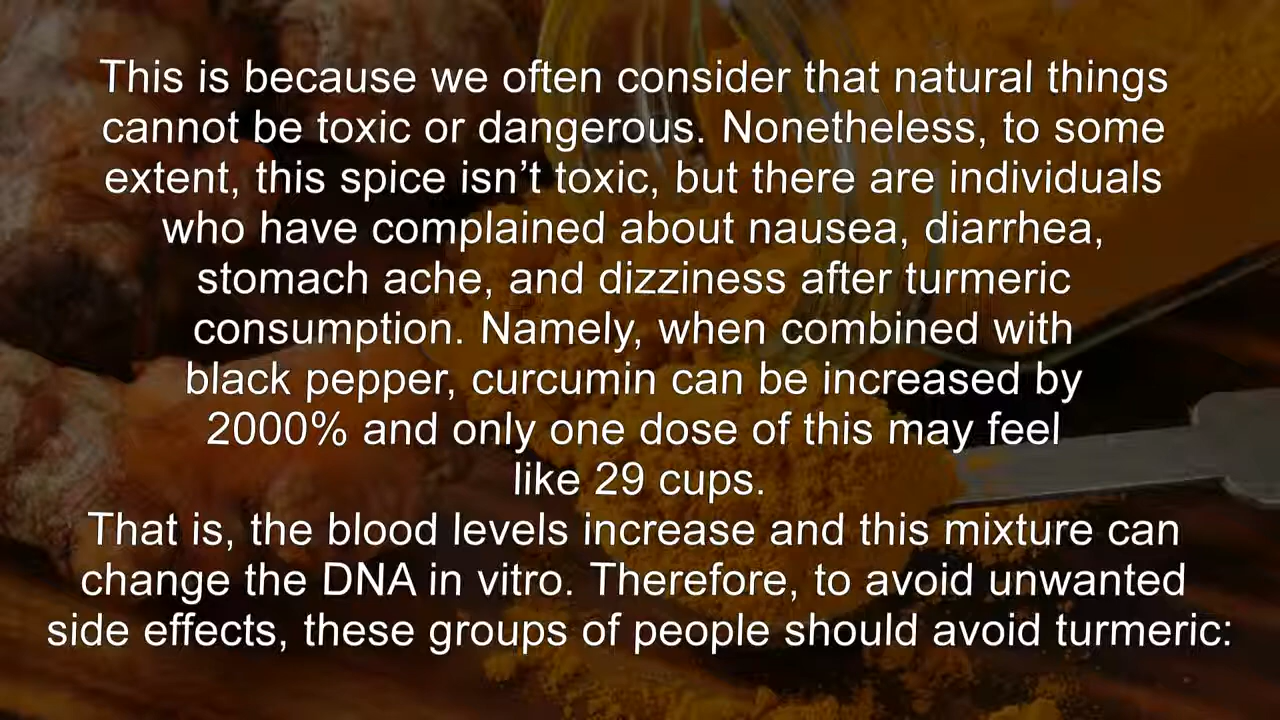 This is because we often consider that natural things
cannot be toxic or dangerous. Nonetheless, to some
extent, this spice isn’t toxic, but there are individuals
who have complained about nausea, diarrhea,
stomach ache, and dizziness after turmeric
consumption. Namely, when combined with
black pepper, curcumin can be increased by
2000% and only one dose of this may feel
like 29 cups.
That is, the blood levels increase and this mixture can
change the DNA in vitro. Therefore, to avoid unwanted
side effects, these groups of people should avoid turmeric: